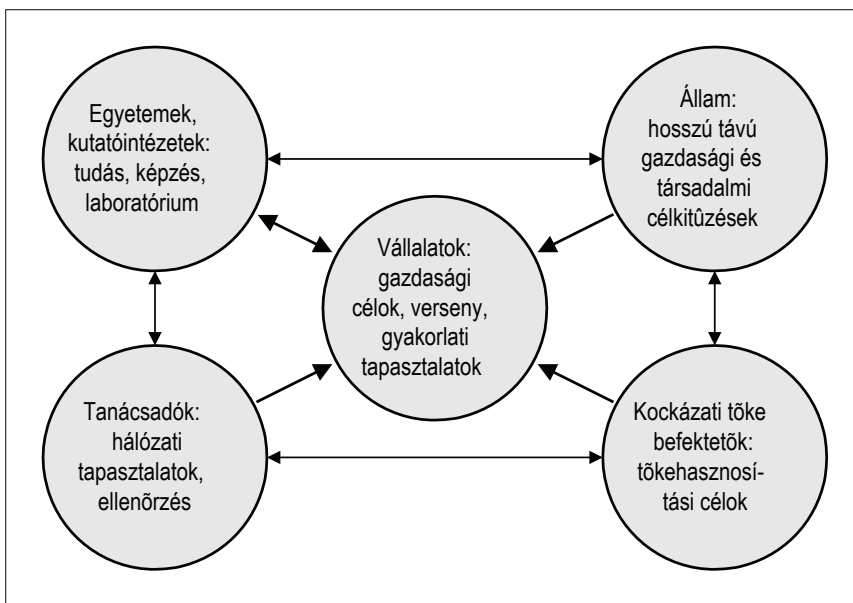 Egyetemek,
kutatóintézetek:
tudás, képzés,
laboratórium
Állam:
hosszú távú
gazdasági és
társadalmi
célkitûzések
Vállalatok:
gazdasági
célok, verseny,
gyakorlati
tapasztalatok
Tanácsadók:
hálózati
tapasztalatok,
ellenõrzés
Kockázati tõke
befektetõk:
tõkehasznosí-
tási célok